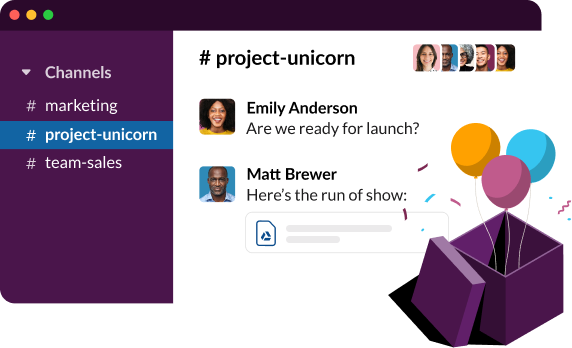 # project-unicorn
Channels
# marketing
# project-unicorn
# team-sales
Emily Anderson
Are we ready for launch?
Matt Brewer
Here's the run of show: